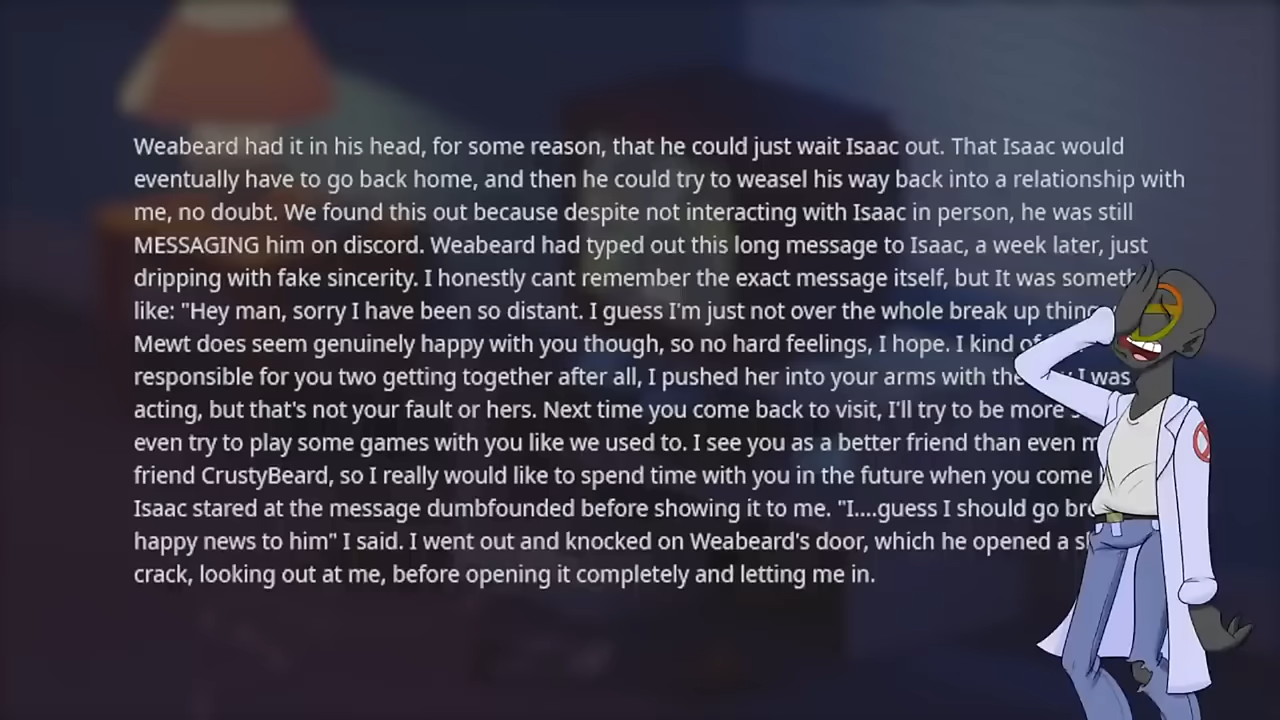 Weabeard had it in his head, for some reason, that he could just wait Isaac out. That Isaac would
eventually have to go back home, and then he could try to weasel his way back into a relationship with
me, no doubt. We found this out because despite not interacting with Isaac in person, he was still
MESSAGING him on discord. Weabeard had typed out this long message to Isaac, a week later, just
dripping with fake sincerity. I honestly cant remember the exact message itself, but It was
like: "Hey man, sorry I have been so distant. I guess I'm just not over the whole break up
Mewt does seem genuinely happy with you though, so no hard feelings, I hope. I kind
responsible for you two getting together after all, I pushed her into your arms with I was
acting, but that's not your fault or hers. Next time you come back to visit, I'll try to be more
even try to play some games with you like we used to. I see you as a better friend than even
friend CrustyBeard, so I really would like to spend time with you in the future when you come
Isaac stared at the message dumbfounded before showing it to me. "I....guess I should go
happy news to him" I said. I went out and knocked on Weabeard's door, which he opened a
crack, looking out at me, before opening it completely and letting me in.